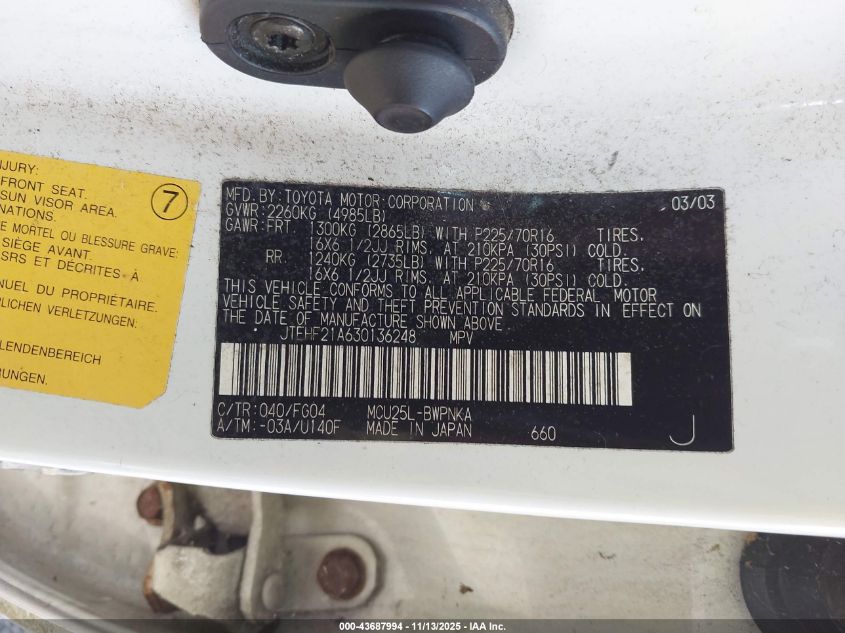 NJURY:
FRONT SEAT.
SUN VISOR AREA.
NATIONS.
7
E MORTEL OU BLESSURE GRAVE:
SIÈGE AVANT.
SRS ET DÉCRITES À
NUEL DU PROPRIÉTAIRE.
RLICHEN VERLETZUNGEN:
LENDENBEREICH
RUNGEN.
MFD. BY: TOYOTA MOTOR CORPORATION 03/03
GVWR: 2260KG (4985LB)
GAWR: FRT. 1300KG (2865LB) WITH P225/70R16 TIRES.
16X6 1/2JJ RIMS, AT 210KPA (30PSI) COLD.
RR. 1240KG (2735LB) WITH P225/70R16 TIRES.
16X6 1/2JJ RIMS, AT 210KPA (30PSI) COLD.
THIS VEHICLE CONFORMS TO ALL APPLICABLE FEDERAL MOTOR
VEHICLE SAFETY AND THEFT PREVENTION STANDARDS IN EFFECT ON
THE DATE OF MANUFACTURE SHOWN ABOVE.
JTEHF21A630136248 MPV
C/TR: 040/FG04 MCU25L-BWPNKA
A/TM: -03A/U140F MADE IN JAPAN 660 J
000-43687994 - 11/13/2025 - IAA Inc.